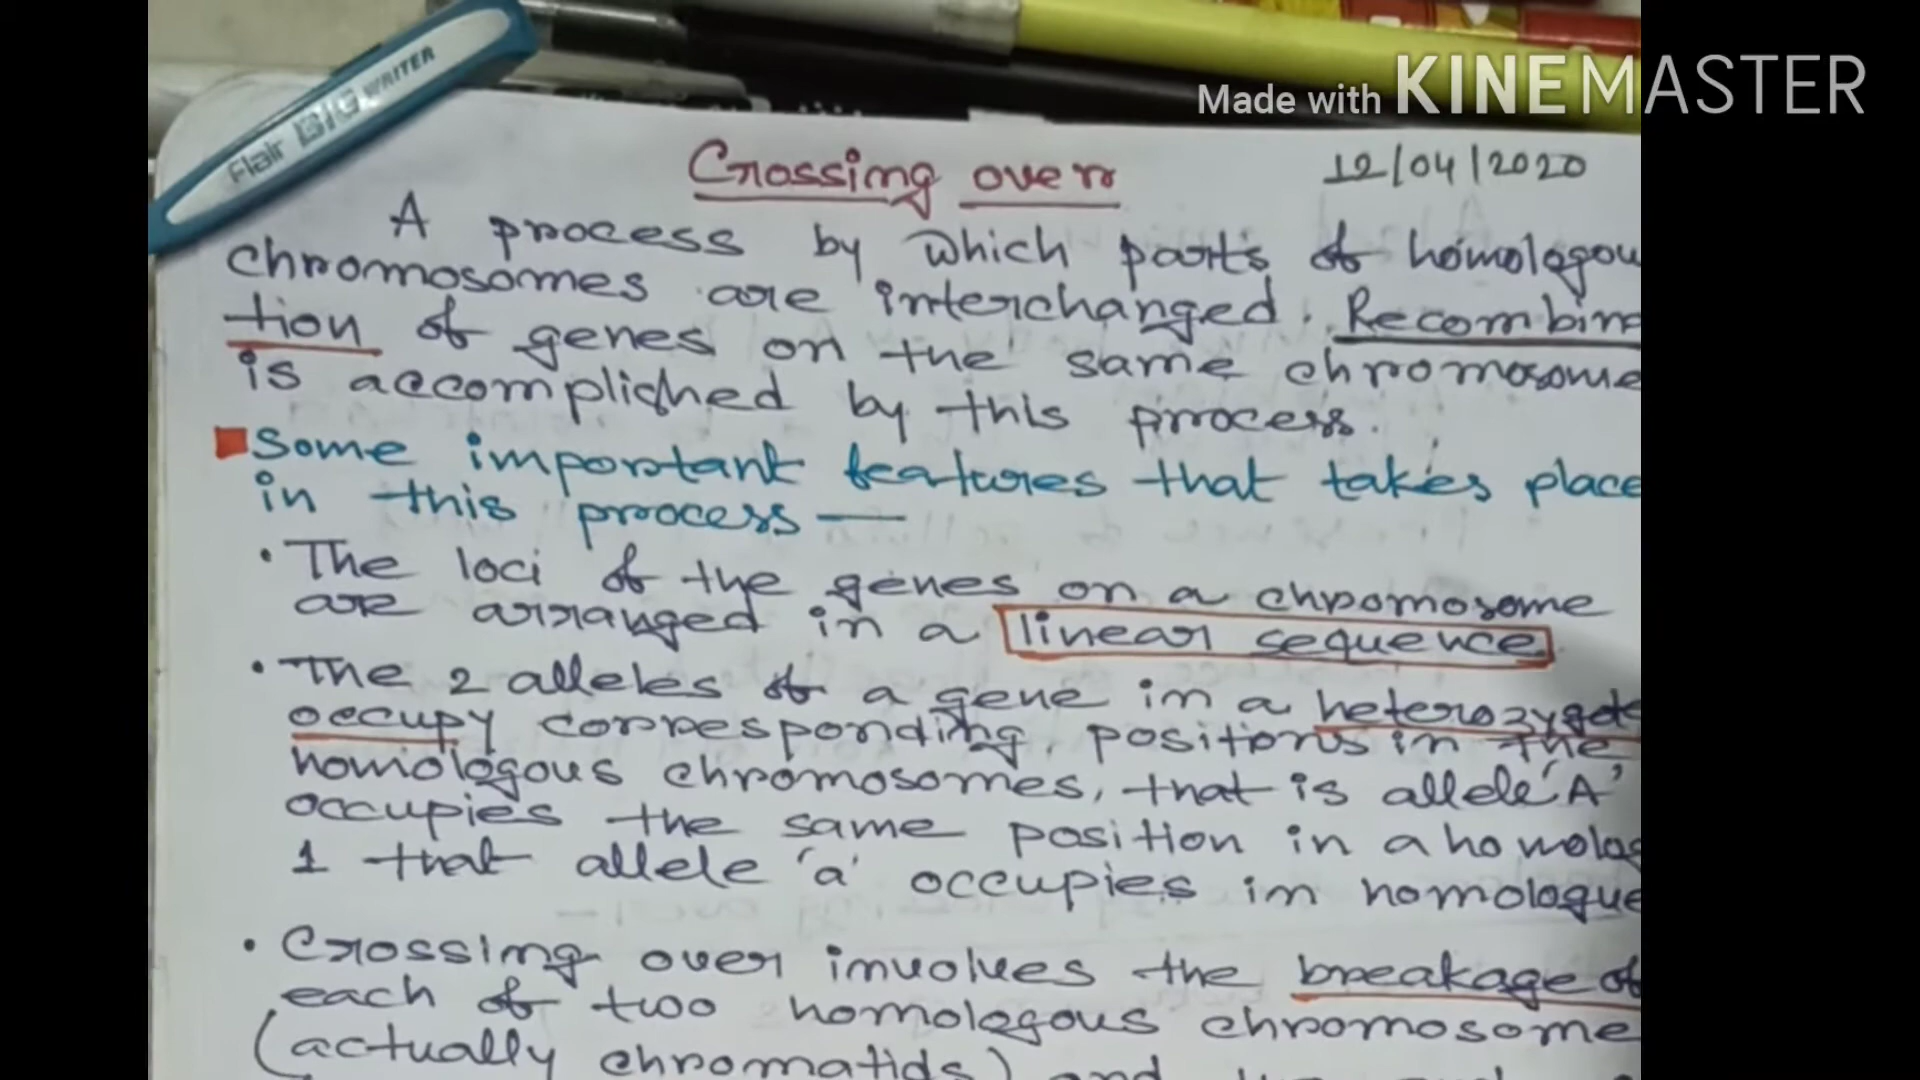 Flair BIG WRITER
Made with KINEMASTER
Crossing over
12/04/2020
A process by which parts of homologou
chromosomes are interchanged. Recombina
tion of genes on the same chromosome
is accomplished by this process.
Some important features that takes place
in this process —
• The loci of the genes on a chromosome
are arranged in a linear sequence.
• The 2 alleles of a gene in a heterozygote
occupy corresponding positions in the
homologous chromosomes, that is allele 'A'
occupies the same position in a homolog
1 that allele 'a' occupies in homologue
• Crossing over involves the breakage of
each of two homologous chromosome
(actually chromatids) and the